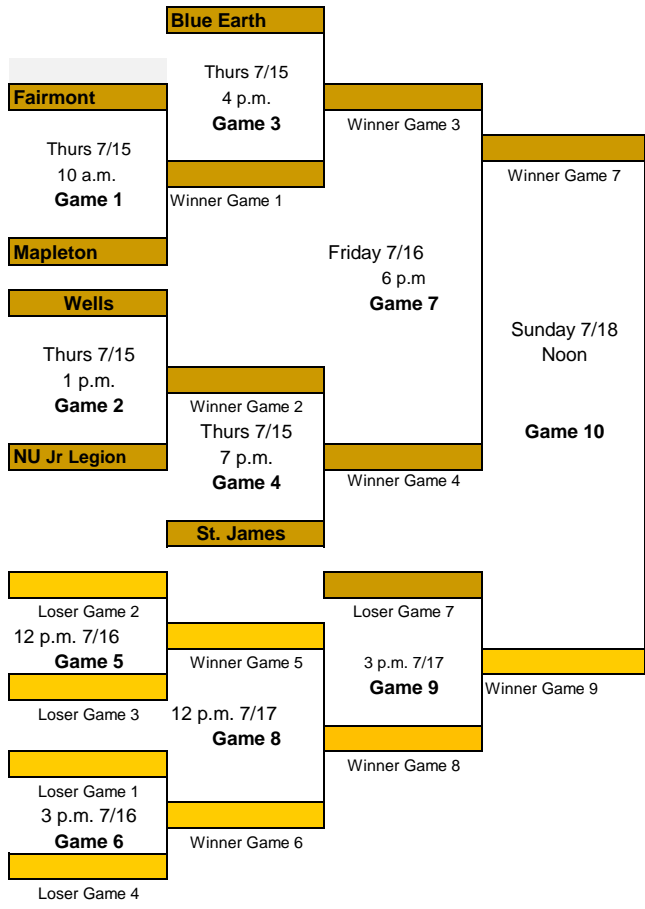 Blue Earth
Thurs 7/15
4 p.m.
Game 3
Fairmont
Winner Game 3
Thurs 7/15
10 a.m.
Game 1
Winner Game 7
Winner Game 1
Mapleton
Friday 7/16
6 p.m
Game 7
Wells
Sunday 7/18
Noon
Thurs 7/15
1 p.m.
Game 2
Winner Game 2
Thurs 7/15
7 p.m.
Game 4
Game 10
NU Jr Legion
Winner Game 4
St. James
Loser Game 2
12 p.m. 7/16
Game 5
Loser Game 7
Winner Game 5
3 p.m. 7/17
Game 9
Winner Game 9
Loser Game 3
12 p.m. 7/17
Game 8
Winner Game 8
Loser Game 1
3 p.m. 7/16
Game 6
Winner Game 6
Loser Game 4